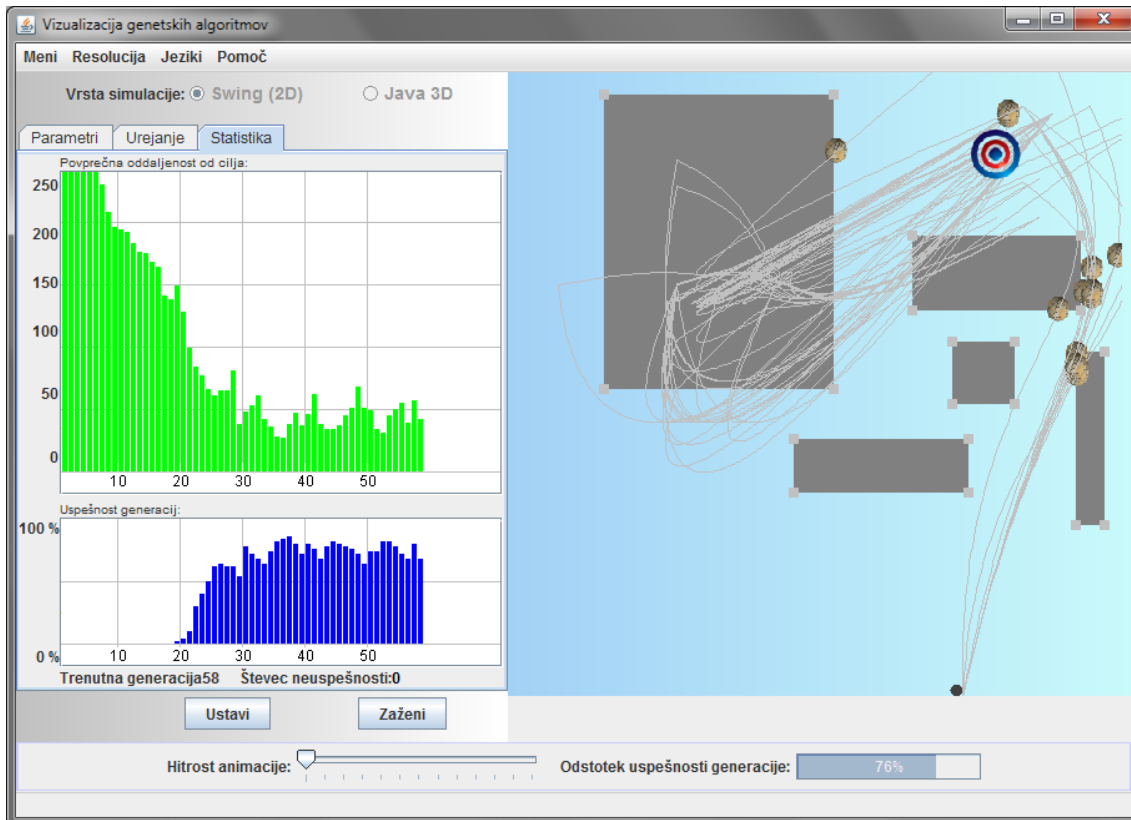 Vizualizacija genetskih algoritmov
Meni Resolucija Jeziki Pomoč
Vrsta simulacije: Swing (2D) Java 3D
Parametri Urejanje Statistika
Povprečna oddaljenost od cilja:
250
200
150
100
50
0
10 20 30 40 50
Uspešnost generacij:
100 %
0 %
10 20 30 40 50
Trenutna generacija58 Števec neuspešnosti:0
Ustavi Zaženi
Hitrost animacije: Odstotek uspešnosti generacije: 76%